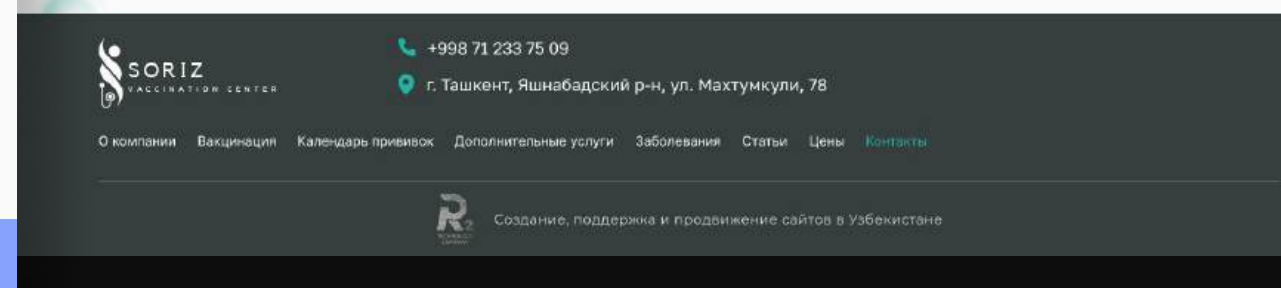 SORIZ
VACCINATION CENTER
+998 71 233 75 09
г. Ташкент, Яшнабадский р-н, ул. Махтумкули, 78
О компании Вакцинация Календарь прививок Дополнительные услуги Заболевания Статьи Цены Контакты
R2
Создание, поддержка и продвижение сайтов в Узбекистане